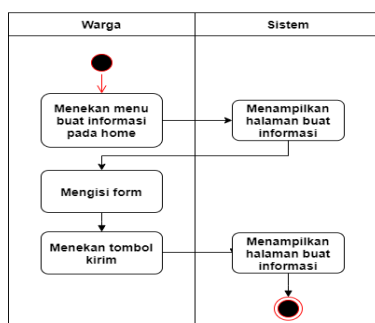 Warga
Sistem
Menekan menu
buat informasi
pada home
Menampilkan
halaman buat
informasi
Mengisi form
Menekan tombol
kirim
Menampilkan
halaman buat
informasi